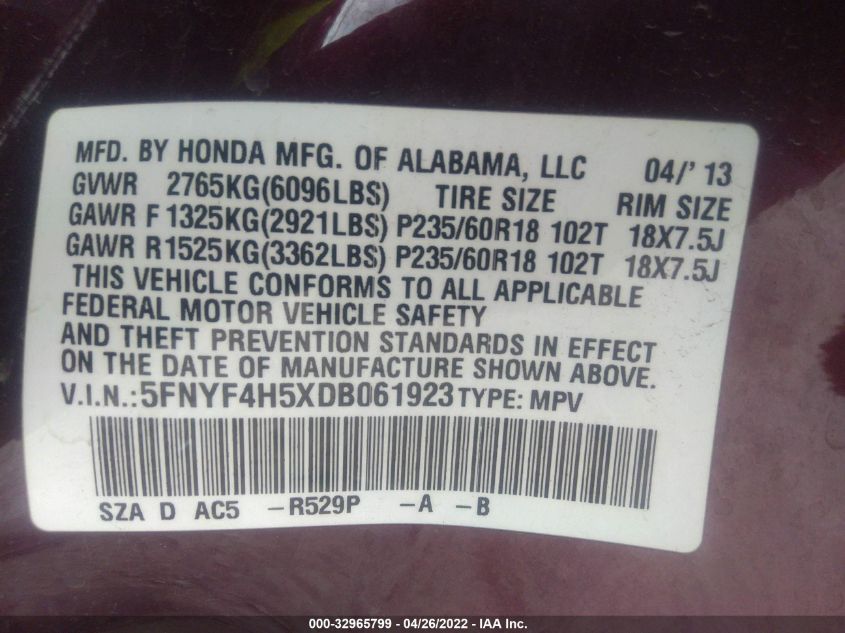 MFD. BY HONDA MFG. OF ALABAMA, LLC 04/' 13
GVWR 2765KG(6096LBS) TIRE SIZE RIM SIZE
GAWR F 1325KG(2921LBS) P235/60R18 102T 18X7.5J
GAWR R 1525KG(3362LBS) P235/60R18 102T 18X7.5J
THIS VEHICLE CONFORMS TO ALL APPLICABLE
FEDERAL MOTOR VEHICLE SAFETY
AND THEFT PREVENTION STANDARDS IN EFFECT
ON THE DATE OF MANUFACTURE SHOWN ABOVE.
V.I.N.:5FNYF4H5XDB061923 TYPE: MPV
SZA D AC5 -R529P -A -B
000-32965799 - 04/26/2022 - IAA Inc.